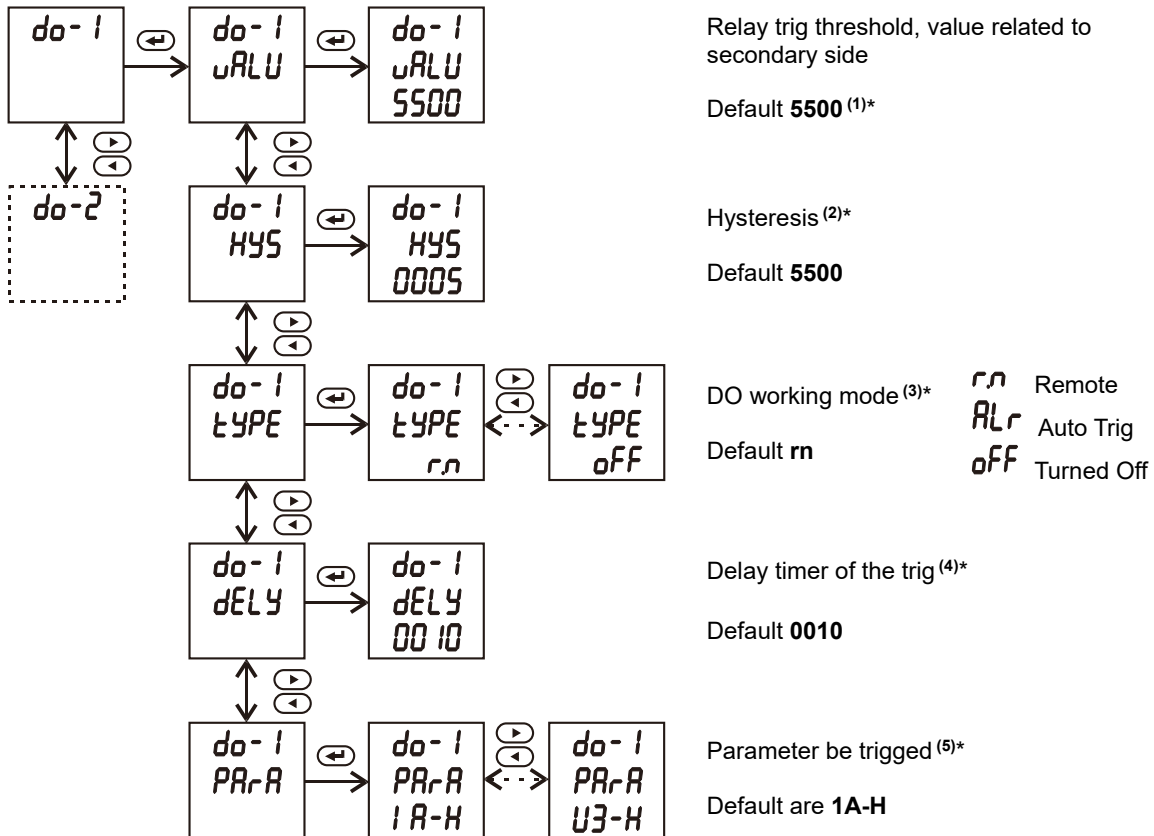 do-1
do-1
vALU
do-1
vALU
5500
Relay trig threshold, value related to
secondary side
Default 5500 (1)*
do-2
do-1
HYS
do-1
HYS
0005
Hysteresis (2)*
Default 5500
do-1
tYPE
do-1
tYPE
r.n
do-1
tYPE
oFF
DO working mode (3)*
Default rn
r.n Remote
ALr Auto Trig
oFF Turned Off
do-1
dELY
do-1
dELY
0010
Delay timer of the trig (4)*
Default 0010
do-1
PArA
do-1
PArA
1A-H
do-1
PArA
U3-H
Parameter be trigged (5)*
Default are 1A-H